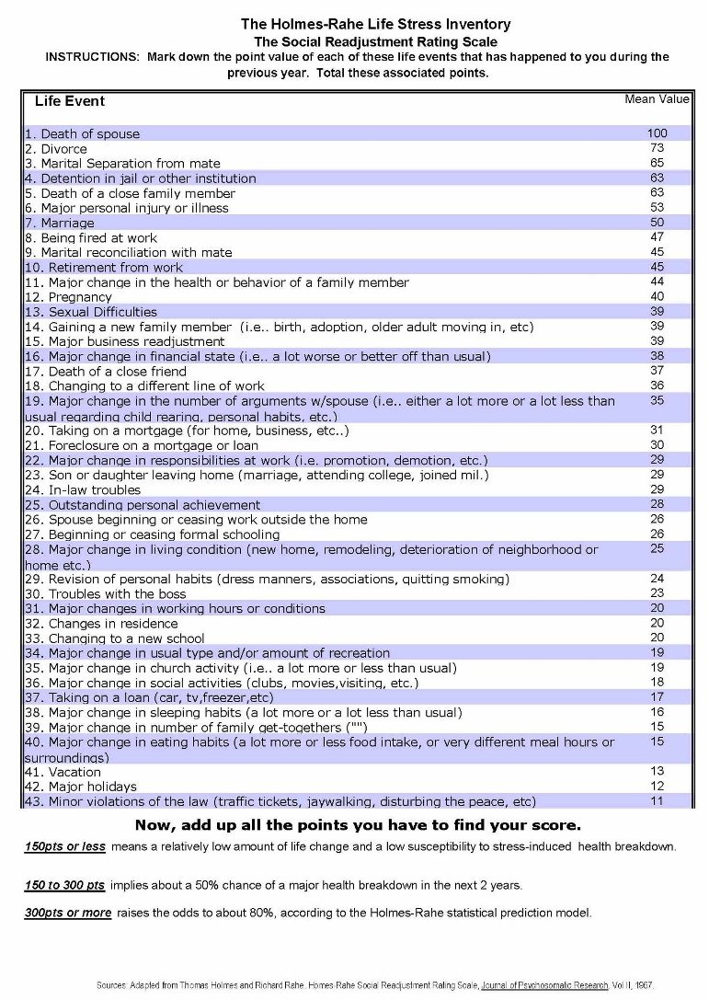 The Holmes-Rahe Life Stress Inventory
The Social Readjustment Rating Scale
INSTRUCTIONS: Mark down the point value of each of these life events that has happened to you during the
previous year. Total these associated points.
Life Event Mean Value
1. Death of spouse 100
2. Divorce 73
3. Marital Separation from mate 65
4. Detention in jail or other institution 63
5. Death of a close family member 63
6. Major personal injury or illness 53
7. Marriage 50
8. Being fired at work 47
9. Marital reconciliation with mate 45
10. Retirement from work 45
11. Major change in the health or behavior of a family member 44
12. Pregnancy 40
13. Sexual Difficulties 39
14. Gaining a new family member (i.e.. birth, adoption, older adult moving in, etc) 39
15. Major business readjustment 39
16. Major change in financial state (i.e.. a lot worse or better off than usual) 38
17. Death of a close friend 37
18. Changing to a different line of work 36
19. Major change in the number of arguments w/spouse (i.e.. either a lot more or a lot less than 35
usual regarding child rearing, personal habits, etc.)
20. Taking on a mortgage (for home, business, etc..) 31
21. Foreclosure on a mortgage or loan 30
22. Major change in responsibilities at work (i.e. promotion, demotion, etc.) 29
23. Son or daughter leaving home (marriage, attending college, joined mil.) 29
24. In-law troubles 29
25. Outstanding personal achievement 28
26. Spouse beginning or ceasing work outside the home 26
27. Beginning or ceasing formal schooling 26
28. Major change in living condition (new home, remodeling, deterioration of neighborhood or 25
home etc.)
29. Revision of personal habits (dress manners, associations, quitting smoking) 24
30. Troubles with the boss 23
31. Major changes in working hours or conditions 20
32. Changes in residence 20
33. Changing to a new school 20
34. Major change in usual type and/or amount of recreation 19
35. Major change in church activity (i.e.. a lot more or less than usual) 19
36. Major change in social activities (clubs, movies,visiting, etc.) 18
37. Taking on a loan (car, tv,freezer,etc) 17
38. Major change in sleeping habits (a lot more or a lot less than usual) 16
39. Major change in number of family get-togethers ("") 15
40. Major change in eating habits (a lot more or less food intake, or very different meal hours or 15
surroundings)
41. Vacation 13
42. Major holidays 12
43. Minor violations of the law (traffic tickets, jaywalking, disturbing the peace, etc) 11
Now, add up all the points you have to find your score.
150pts or less means a relatively low amount of life change and a low susceptibility to stress-induced health breakdown.
150 to 300 pts implies about a 50% chance of a major health breakdown in the next 2 years.
300pts or more raises the odds to about 80%, according to the Holmes-Rahe statistical prediction model.
Sources: Adapted from Thomas Holmes and Richard Rahe. Homes-Rahe Social Readjustment Rating Scale, Journal of Psychosomatic Research. Vol II, 1967.